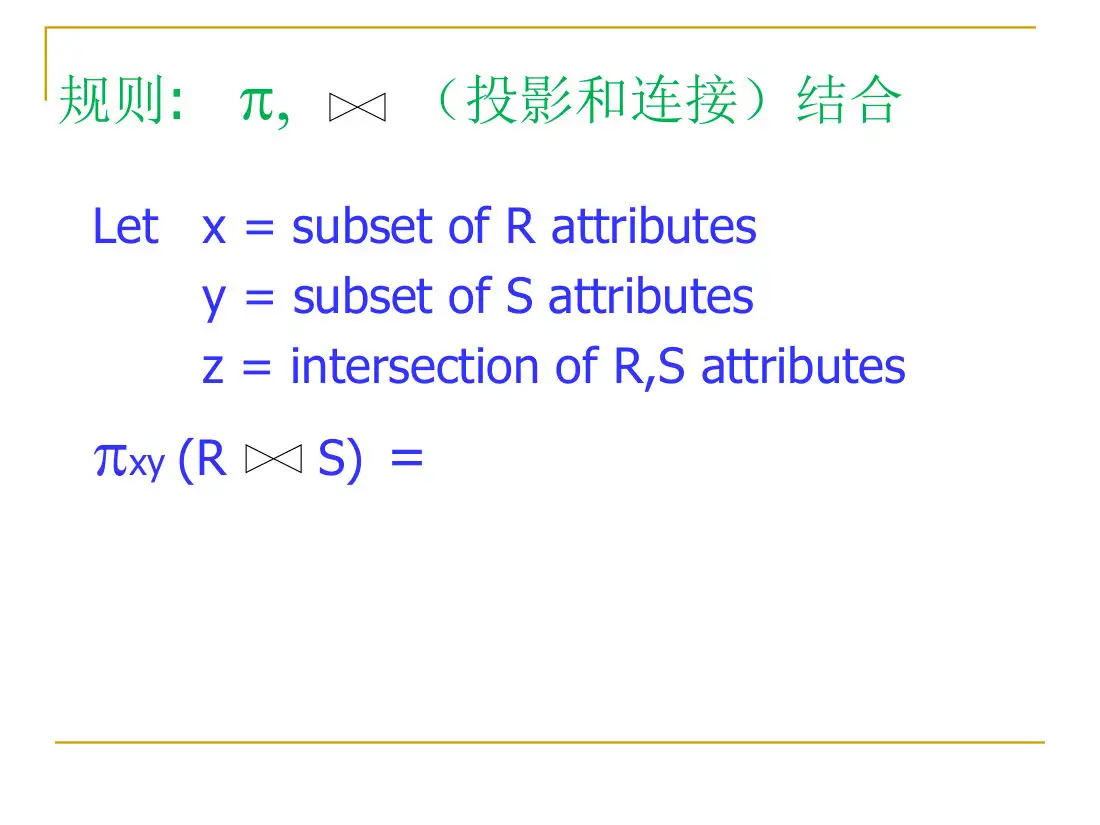 规则: π, ⋈ （投影和连接）结合
Let x = subset of R attributes
y = subset of S attributes
z = intersection of R,S attributes
πxy (R ⋈ S) =